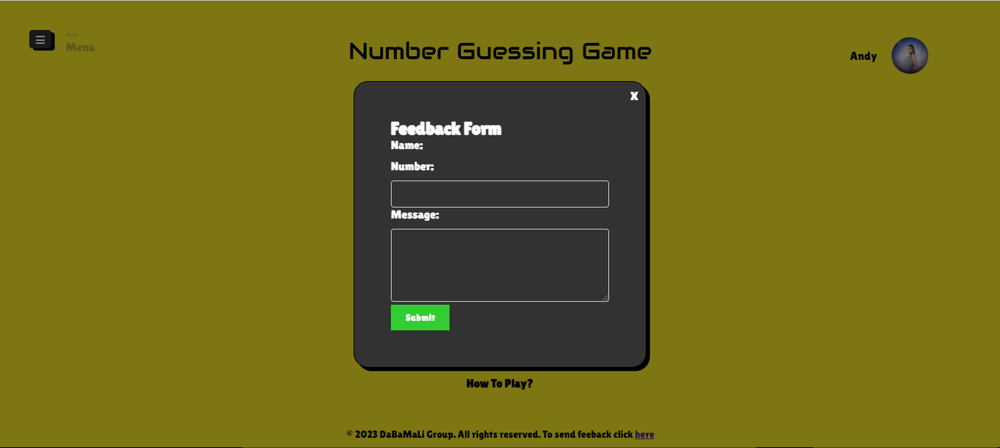 ←
Menu
Number Guessing Game
Andy
X
Feedback Form
Name:
Number:
Message:
Submit
How To Play?
© 2023 DaBaMaLi Group. All rights reserved. To send feeback click here